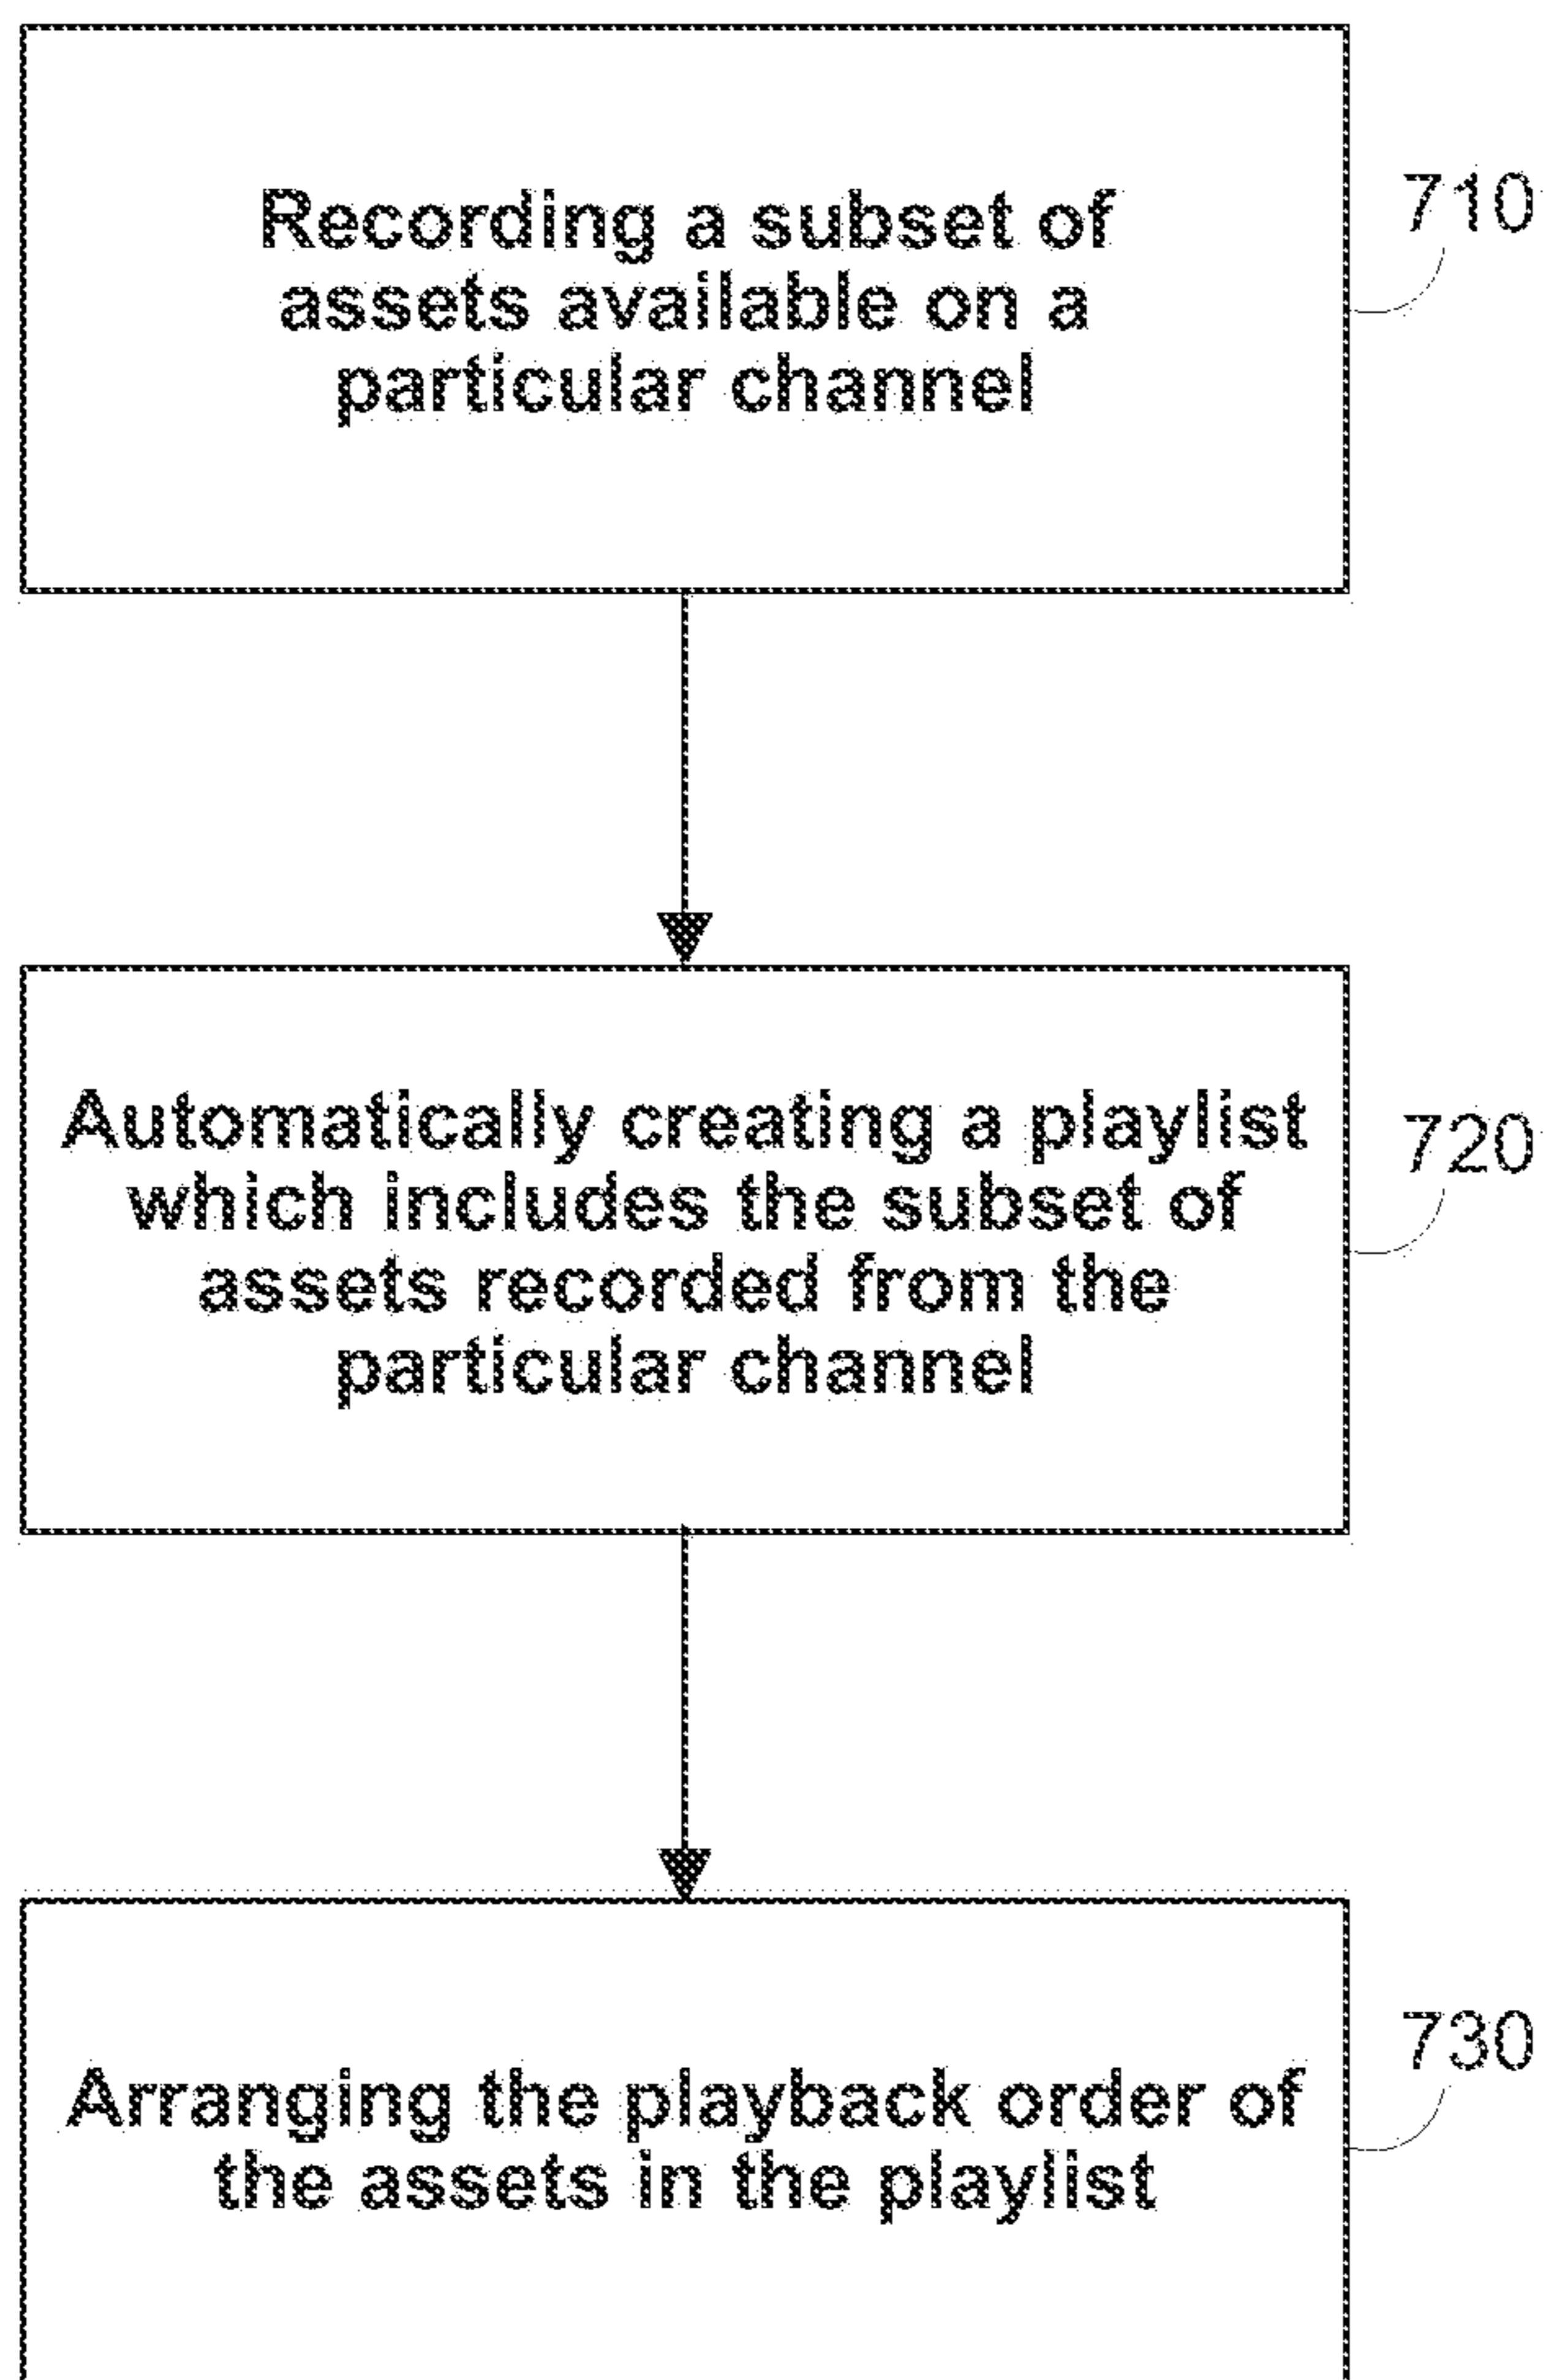 Recording a subset of
assets available on a
particular channel
710
Automatically creating a playlist
which includes the subset of
assets recorded from the
particular channel
720
Arranging the playback order of
the assets in the playlist
730